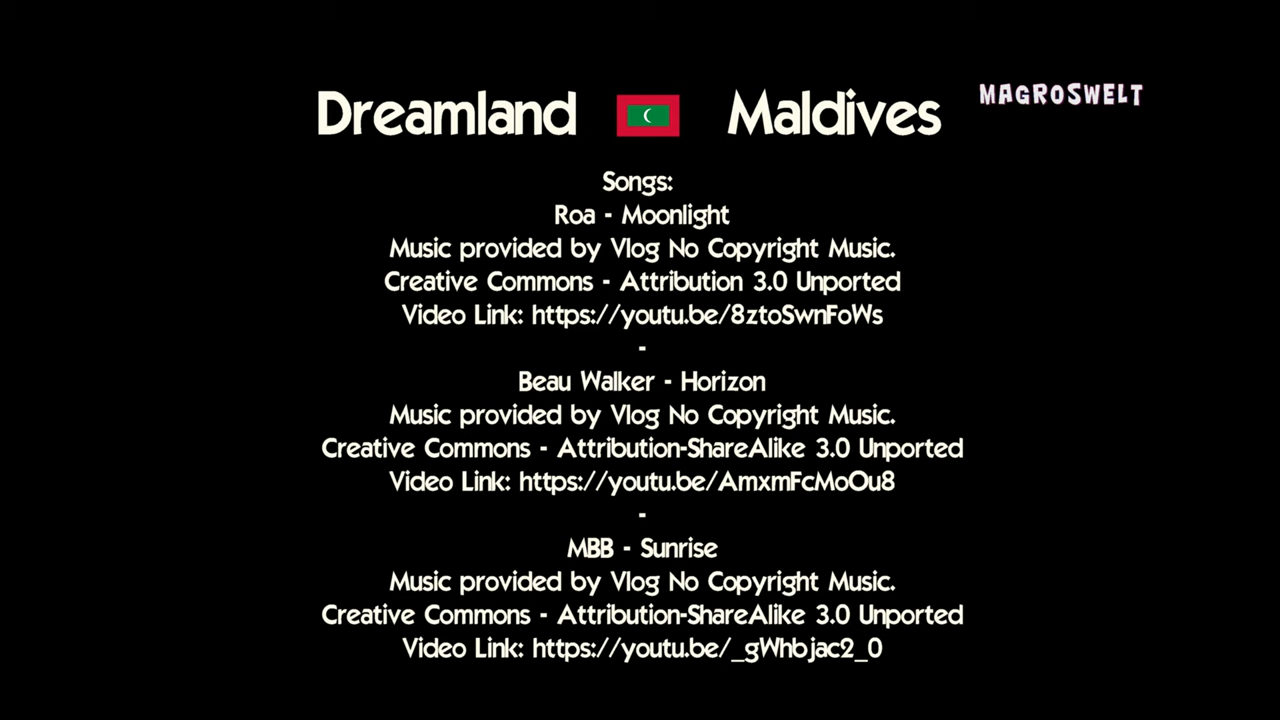 Dreamland Maldives
MAGROSWELT
Songs:
Roa - Moonlight
Music provided by Vlog No Copyright Music.
Creative Commons - Attribution 3.0 Unported
Video Link: https://youtu.be/8ztoSwnFoWs
-
Beau Walker - Horizon
Music provided by Vlog No Copyright Music.
Creative Commons - Attribution-ShareAlike 3.0 Unported
Video Link: https://youtu.be/AmxmFcMoOu8
-
MBB - Sunrise
Music provided by Vlog No Copyright Music.
Creative Commons - Attribution-ShareAlike 3.0 Unported
Video Link: https://youtu.be/_gWhbjac2_0